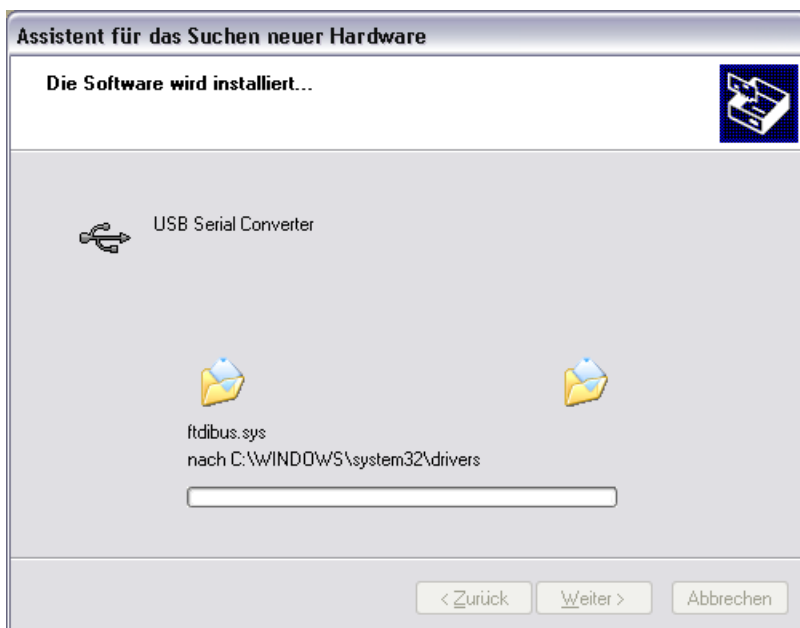 Assistent für das Suchen neuer Hardware
Die Software wird installiert...
USB Serial Converter
ftdibus.sys
nach C:\WINDOWS\system32\drivers
< Zurück
Weiter >
Abbrechen